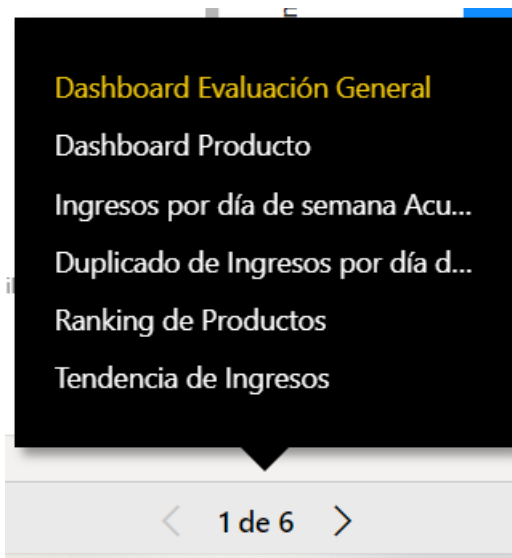 Dashboard Evaluación General
Dashboard Producto
Ingresos por día de semana Acu...
Duplicado de Ingresos por día d...
Ranking de Productos
Tendencia de Ingresos
1 de 6